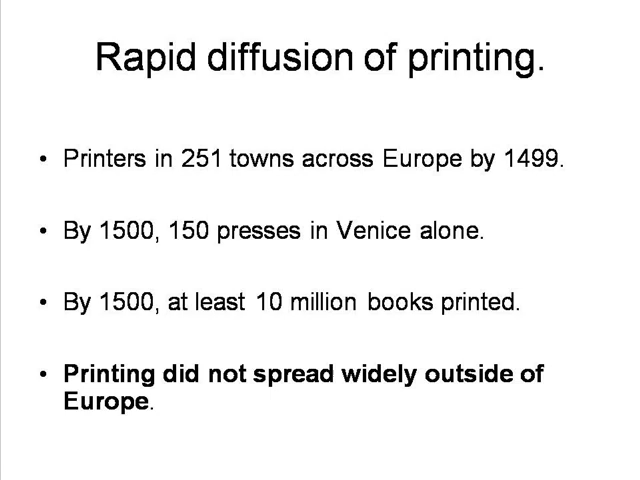 Rapid diffusion of printing.
• Printers in 251 towns across Europe by 1499.
• By 1500, 150 presses in Venice alone.
• By 1500, at least 10 million books printed.
• Printing did not spread widely outside of
Europe.